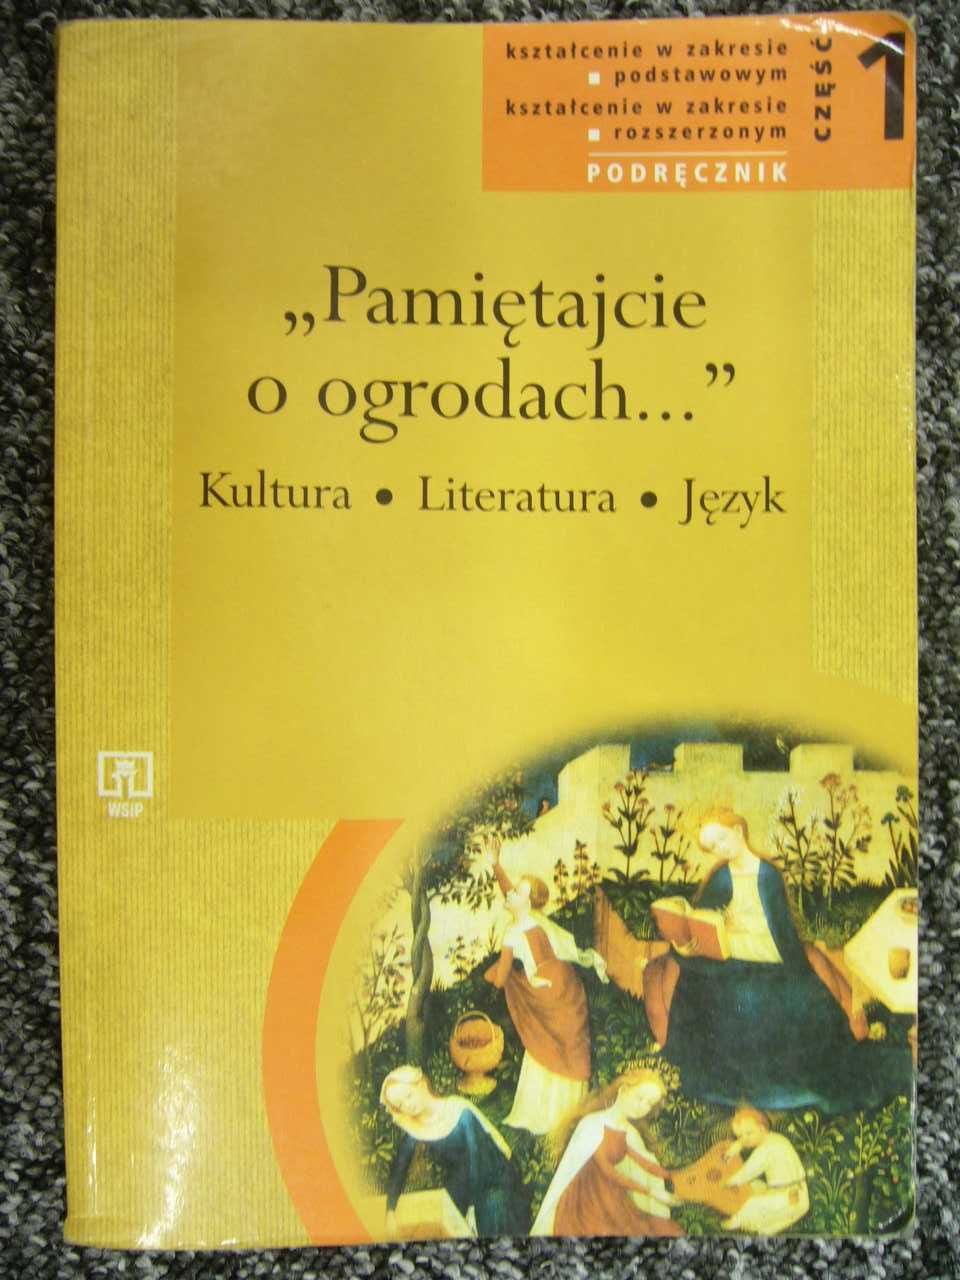 kształcenie w zakresie
▪ podstawowym
kształcenie w zakresie
▪ rozszerzonym
PODRĘCZNIK
CZĘŚĆ 1
„Pamiętajcie
o ogrodach...”
Kultura • Literatura • Język
WSiP